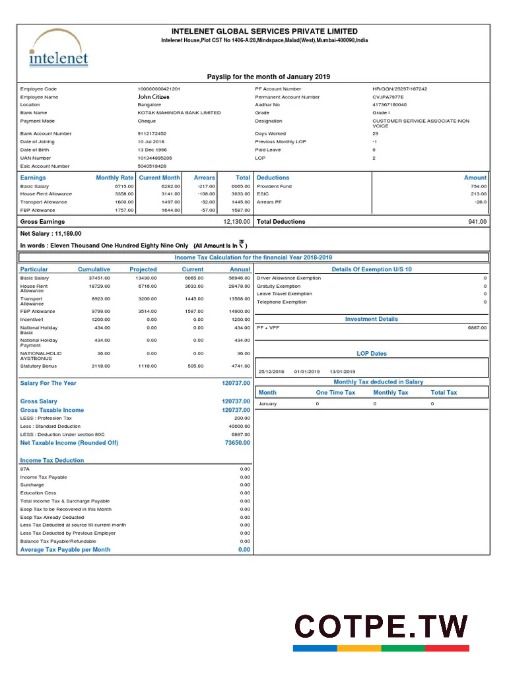 intelenet
INTELENET GLOBAL SERVICES PRIVATE LIMITED
Intelenet House,Plot CST No 1406-A/28,Mindspace,Malad(West),Mumbai-400090,India
Payslip for the month of January 2019
Employee Code 100000800421201 PF Account Number HR/GGN/25297/167242
Employee Name John Citizen Permanent Account Number
Location Bangalore Aadhar No 417367180040
Bank Name KOTAK MAHINDRA BANK LIMITED Grade Grade I
Payment Mode Cheque Designation CUSTOMER SERVICE ASSOCIATE NON VOICE
Bank Account Number 9112172450 Days Worked 29
Date of Joining 10 Jul 2018 Previous Monthly LOP -1
Date of Birth 13 Dec 1996 Paid Leave 0
UAN Number 101344895295 LOP 2
Esic Account Number
Earnings Monthly Rate Current Month Arrears Total Deductions Amount
Basic Salary 6715.00 6282.00 -217.00 6065.00 Provident Fund
House Rent Allowance 3358.00 3141.00 -108.00 3033.00 ESIC 213.00
Transport Allowance 1600.00 1497.00 -52.00 1445.00 Arrears PF -26.0
FBP Allowance 1757.00 1644.00 -57.00 1587.00
Gross Earnings 12,130.00 Total Deductions 941.00
Net Salary : 11,189.00
In words : Eleven Thousand One Hundred Eighty Nine Only (All Amount Is In ₹ )
Income Tax Calculation for the financial Year 2018-2019
Particular Cumulative Projected Current Annual Details Of Exemption U/S 10
Basic Salary 37451.00 13430.00 6065.00 56946.00 Driver Allowance Exemption 0
House Rent Allowance 18729.00 6716.00 3033.00 28478.00 Gratuity Exemption 0
Leave Travel Exemption 0
Transport Allowance 8923.00 3200.00 1445.00 13568.00 Telephone Exemption 0
FBP Allowance 9799.00 3514.00 1587.00 14900.00
Incentive1 1200.00 0.00 0.00 1200.00 Investment Details
National Holiday Basic 434.00 0.00 0.00 434.00 PF + VPF 6887.00
National Holiday Payment 434.00 0.00 0.00 434.00
NATIONALHOLIDAYSTBONUS 36.00 0.00 0.00 36.00 LOP Dates
Statutory Bonus 3118.00 1118.00 505.00 4741.00
25/12/2018 01/01/2019 13/01/2019
Salary For The Year 120737.00 Monthly Tax deducted in Salary
Month One Time Tax Monthly Tax Total Tax
Gross Salary 120737.00 January 0 0 0
Gross Taxable Income 120737.00
LESS : Profession Tax 200.00
Less : Standard Deduction 40000.00
LESS : Deduction Under section 80C 6887.00
Net Taxable Income (Rounded Off) 73650.00
Income Tax Deduction
87A 0.00
Income Tax Payable 0.00
Surcharge 0.00
Education Cess 0.00
Total Income Tax & Surcharge Payable 0.00
Esop Tax to be Recovered in this Month 0.00
Esop Tax Already Deducted 0.00
Less Tax Deducted at source till current month 0.00
Less Tax Deducted by Previous Employer 0.00
Balance Tax Payable/Refundable 0.00
Average Tax Payable per Month 0.00
COTPE.TW